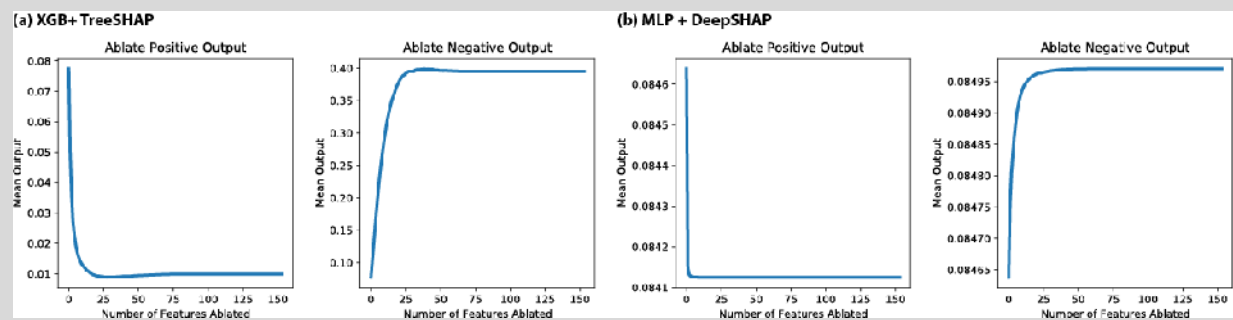 (a) XGB+ TreeSHAP
(b) MLP + DeepSHAP
Ablate Positive Output
Ablate Negative Output
Ablate Positive Output
Ablate Negative Output
Mean Output
0.08
0.07
0.06
0.05
0.04
0.03
0.02
0.01
0 25 50 75 100 125 150
Number of Features Ablated
Mean Output
0.40
0.35
0.30
0.25
0.20
0.15
0.10
0 25 50 75 100 125 150
Number of Features Ablated
Mean Output
0.0846
0.0845
0.0844
0.0843
0.0842
0.0841
0 25 50 75 100 125 150
Number of Features Ablated
Mean Output
0.08495
0.08490
0.08485
0.08480
0.08475
0.08470
0.08465
0 25 50 75 100 125 150
Number of Features Ablated